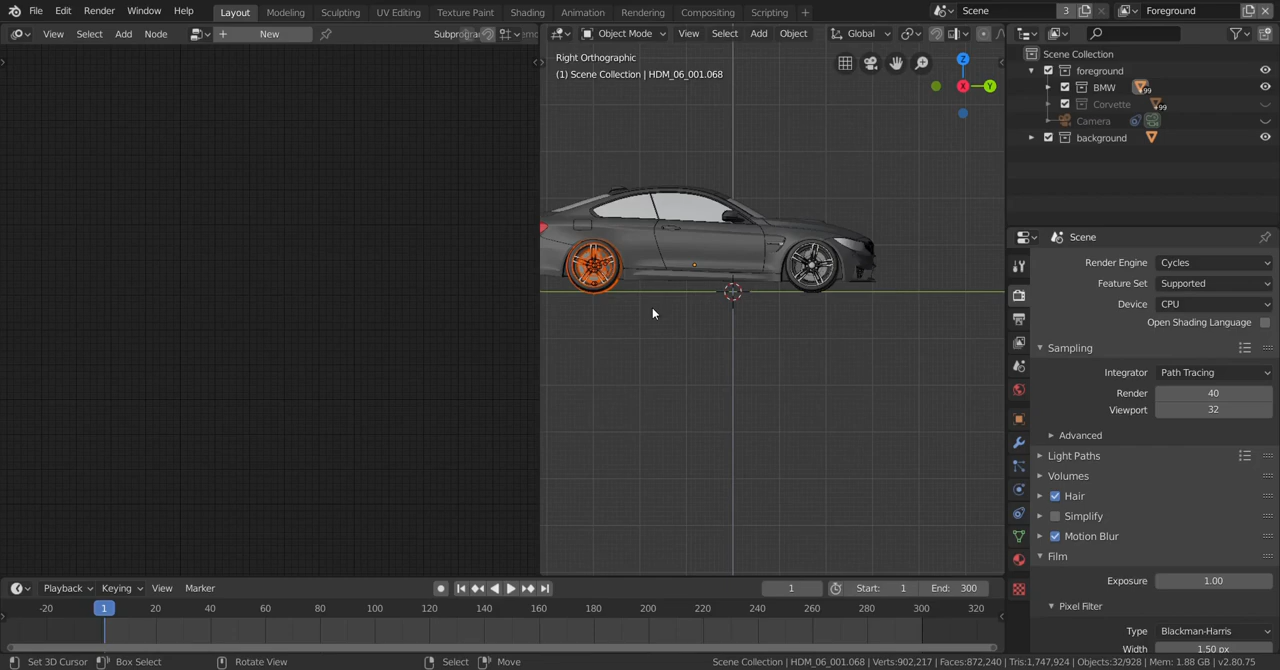 File Edit Render Window Help Layout Modeling Sculpting UV Editing Texture Paint Shading Animation Rendering Compositing Scripting + Scene 3 Foreground
View Select Add Node New Object Mode View Select Add Object Global
Right Orthographic
(1) Scene Collection | HDM_06_001.068
Z
X
Y
Scene Collection
foreground
BMW 99
Corvette 99
Camera
background
Scene
Render Engine Cycles
Feature Set Supported
Device CPU
Open Shading Language
Sampling
Integrator Path Tracing
Render 40
Viewport 32
Advanced
Light Paths
Volumes
Hair
Simplify
Motion Blur
Film
Exposure 1.00
Pixel Filter
Type Blackman-Harris
Width 1.50 px
Playback Keying View Marker 1 Start: 1 End: 300
-20 1 20 40 60 80 100 120 140 160 180 200 220 240 260 280 300 320
Set 3D Cursor Box Select Rotate View Select Move Scene Collection | HDM_06_001.068 | Verts:902,217 | Faces:872,240 | Tris:1,747,924 | Objects:32/928 | Mem: 1.88 GB | v2.80.75